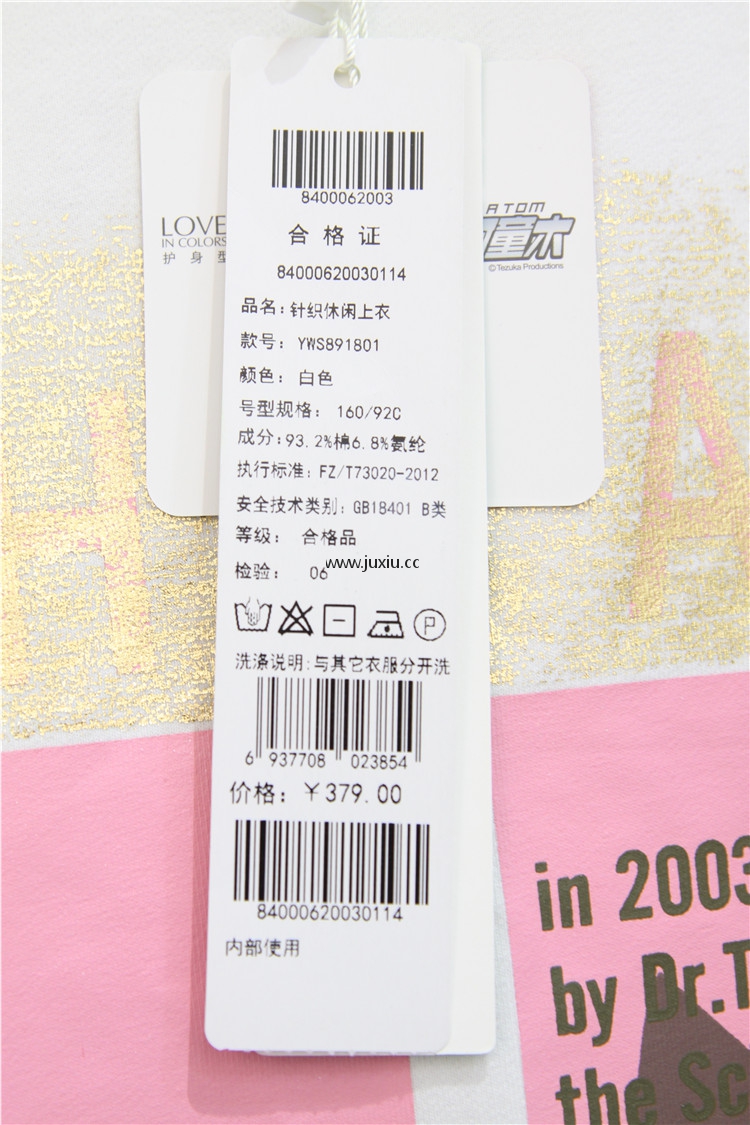 8400062003
合格证
84000620030114
品名:针织休闲上衣
款号: YWS891801
颜色: 白色
号型规格: 160/92C
成分:93.2%棉6.8%氨纶
执行标准: FZ/T73020-2012
安全技术类别: GB18401 B类
等级: 合格品
检验: 06
www.juxiu.cc
P
洗涤说明:与其它衣服分开洗
6 937708 023854
价格: ￥379.00
84000620030114
内部使用
LOVE
IN COLORS
护身型
ATOM
童木
©Tezuka Productions
H A
in 2003
by Dr.T
the Sc